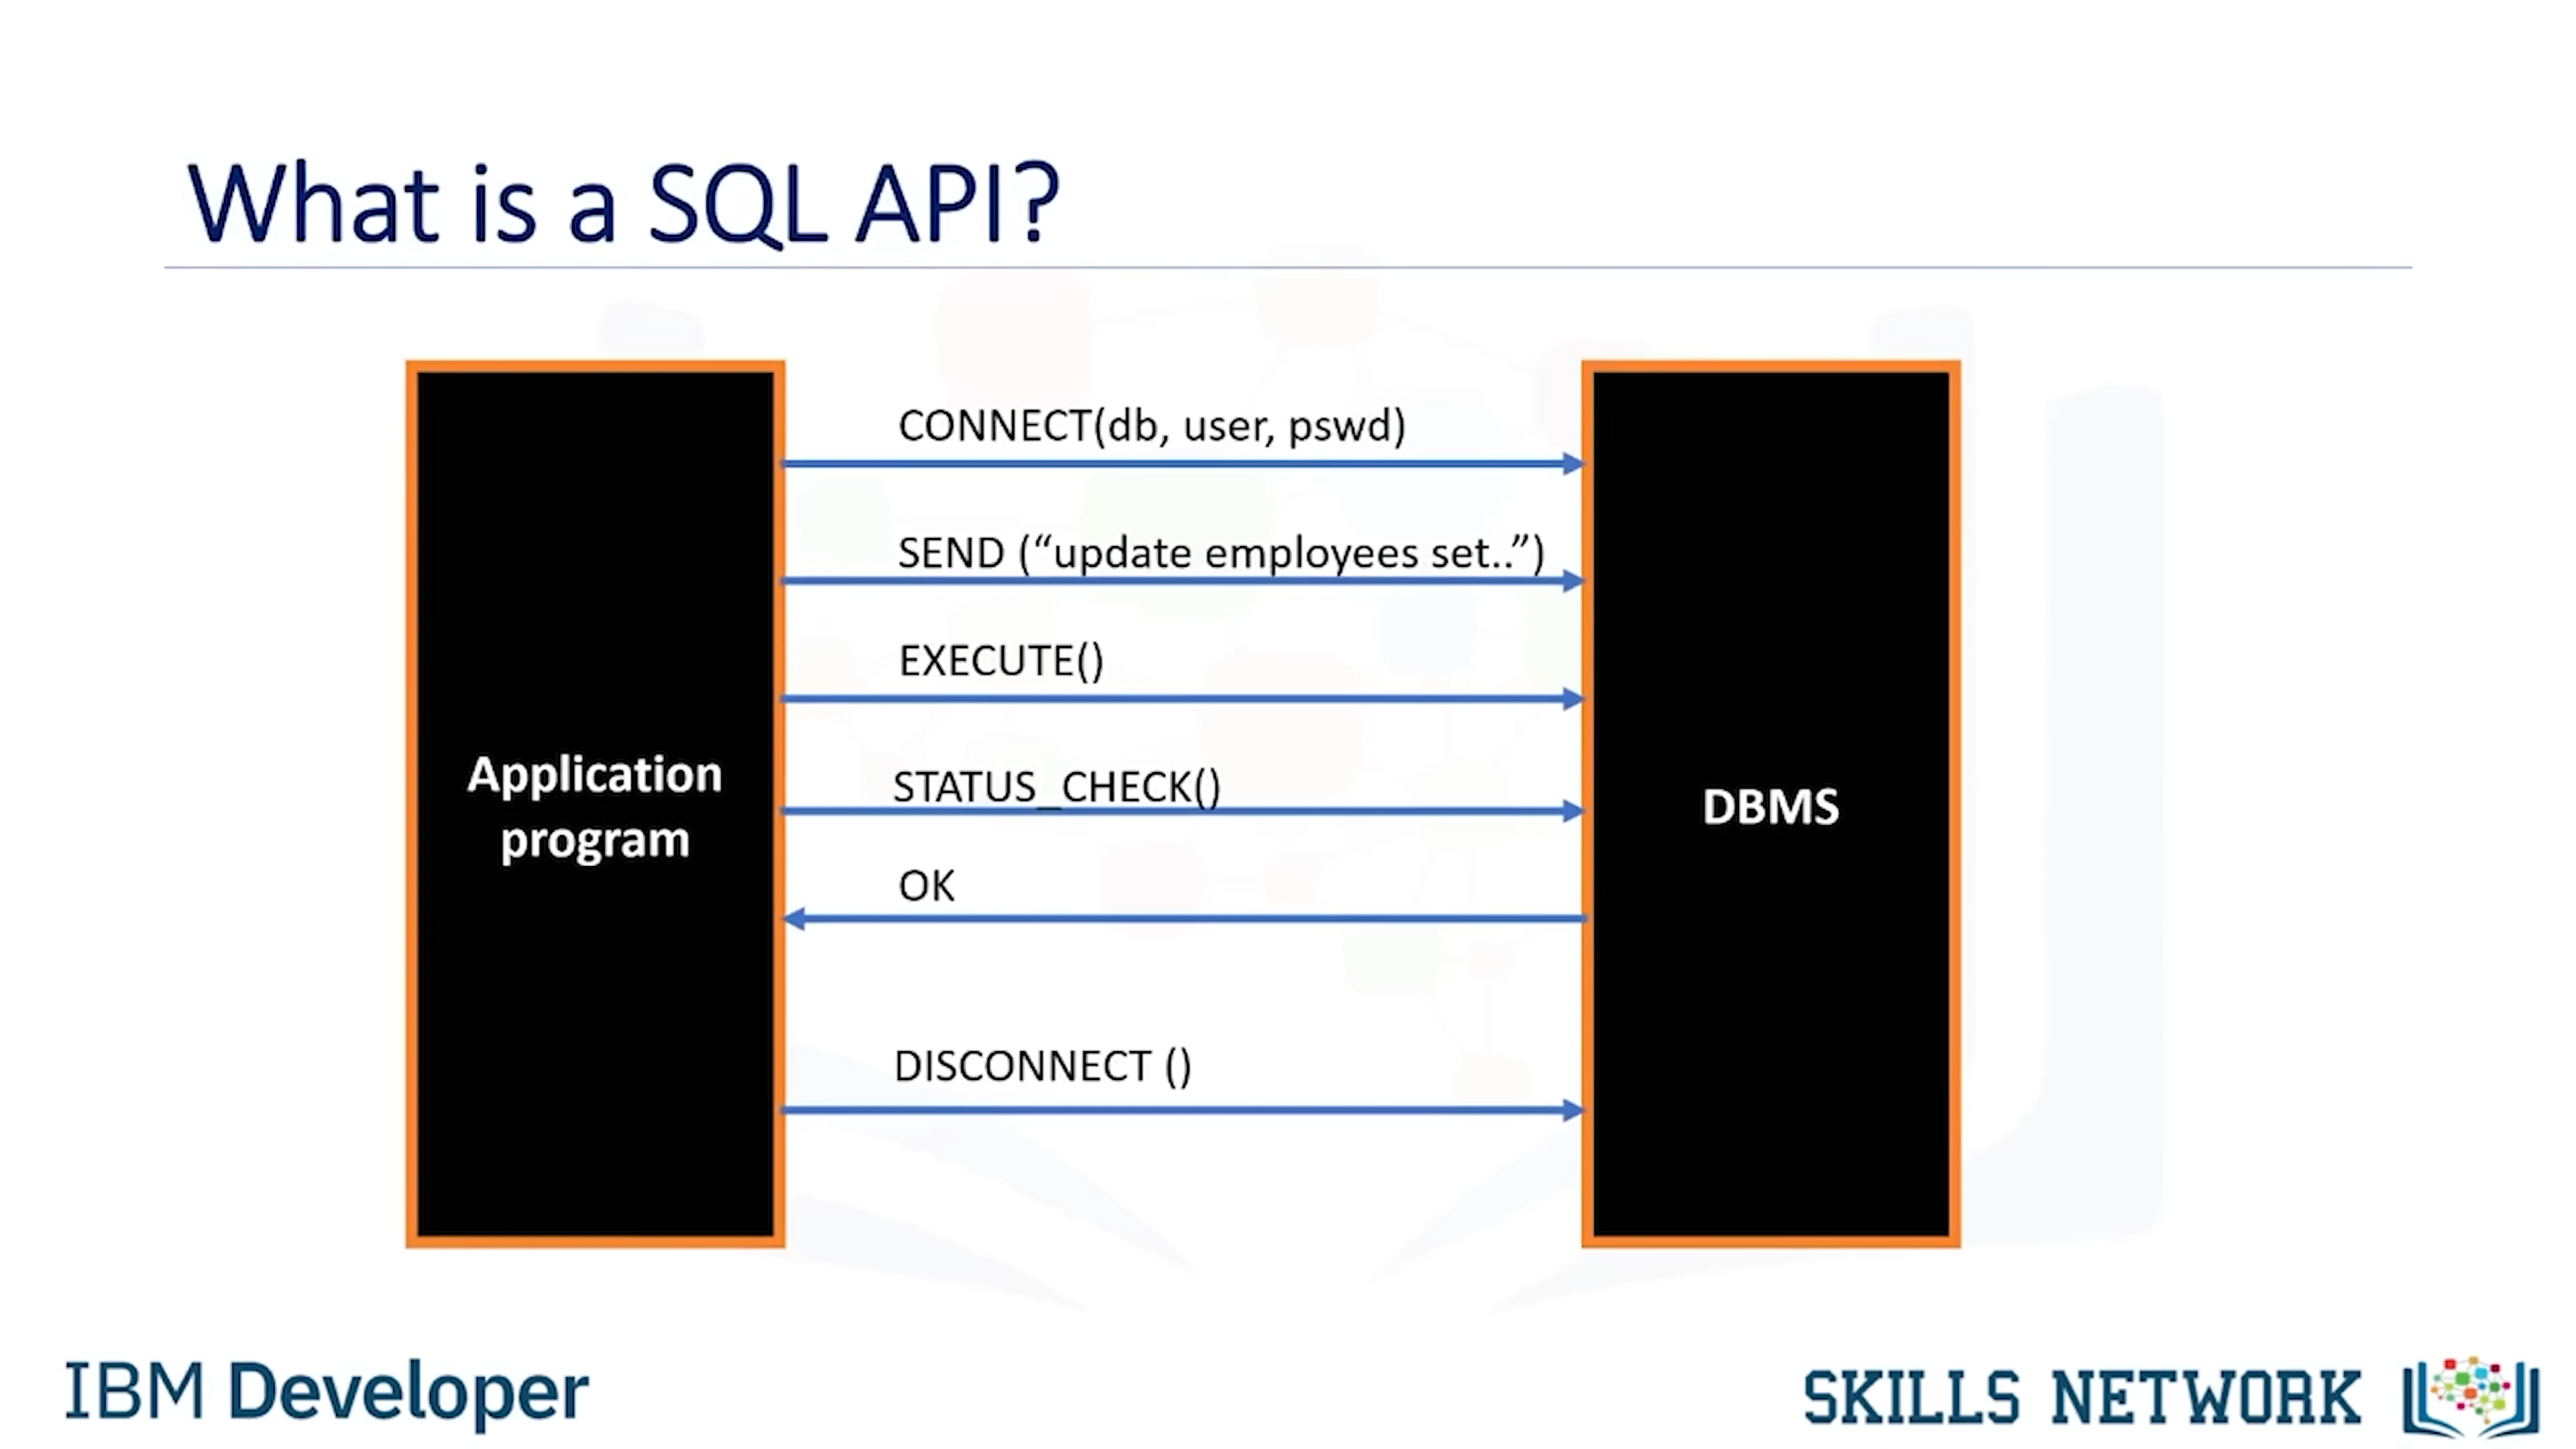 What is a SQL API?
CONNECT(db, user, pswd)
SEND (“update employees set..”)
EXECUTE()
STATUS_CHECK()
OK
DISCONNECT ()
Application
program
DBMS
IBM Developer
SKILLS NETWORK